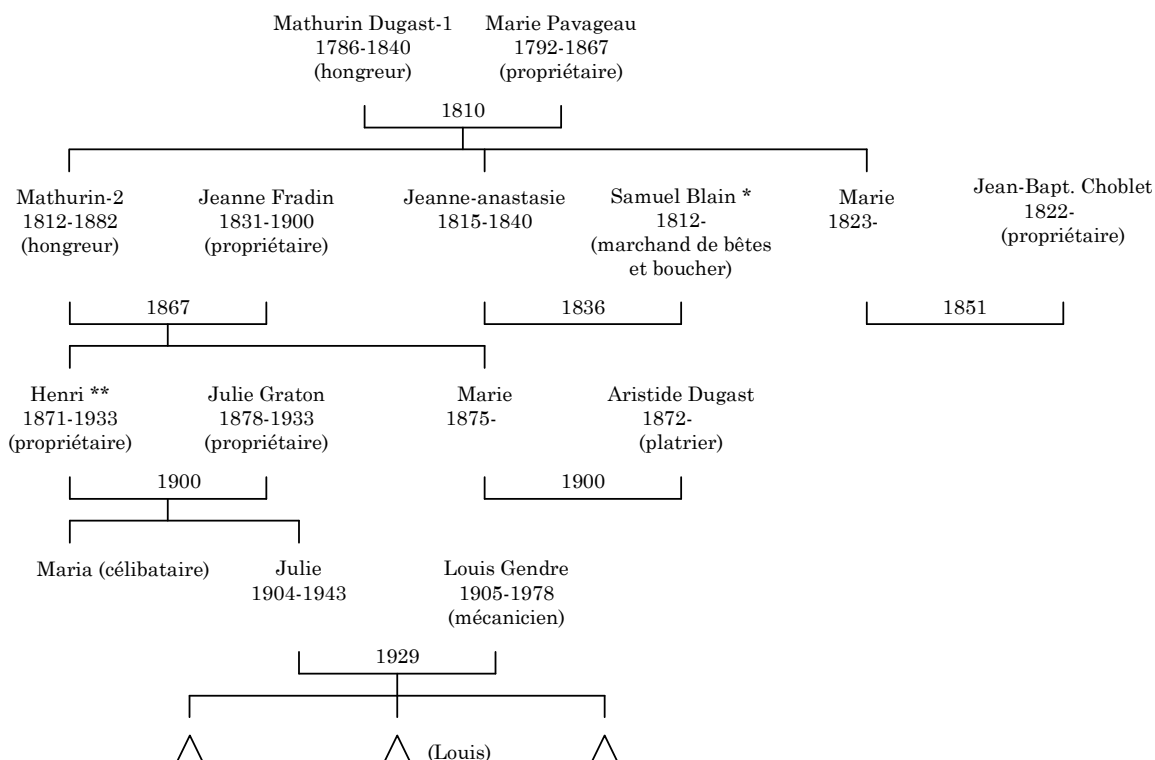 Mathurin Dugast-1
1786-1840
(hongreur)
Marie Pavageau
1792-1867
(propriétaire)
1810
Mathurin-2
1812-1882
(hongreur)
Jeanne Fradin
1831-1900
(propriétaire)
Jeanne-anastasie
1815-1840
Samuel Blain *
1812-
(marchand de bêtes
et boucher)
Marie
1823-
Jean-Bapt. Choblet
1822-
(propriétaire)
1867
1836
1851
Henri **
1871-1933
(propriétaire)
Julie Graton
1878-1933
(propriétaire)
Marie
1875-
Aristide Dugast
1872-
(platrier)
1900
1900
Maria (célibataire)
Julie
1904-1943
Louis Gendre
1905-1978
(mécanicien)
1929
(Louis)